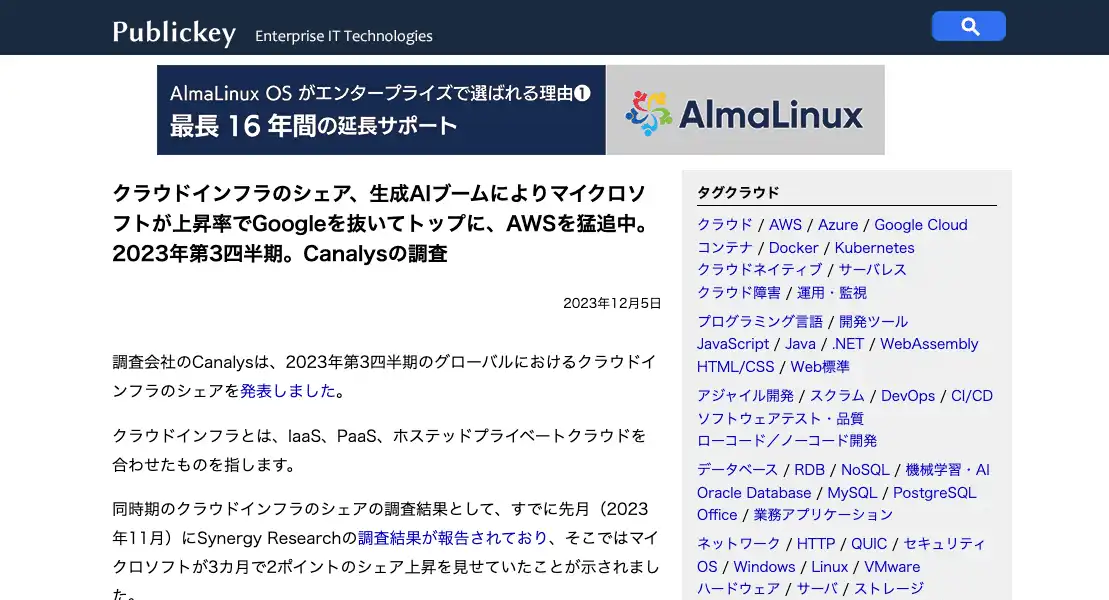 Publickey Enterprise IT Technologies
AlmaLinux OS がエンタープライズで選ばれる理由❶
最長 16 年間の延長サポート
AlmaLinux
クラウドインフラのシェア、生成AIブームによりマイクロソ
フトが上昇率でGoogleを抜いてトップに、AWSを猛追中。
2023年第3四半期。Canalysの調査
2023年12月5日
調査会社のCanalysは、2023年第3四半期のグローバルにおけるクラウドイ
ンフラのシェアを発表しました。
クラウドインフラとは、IaaS、PaaS、ホステッドプライベートクラウドを
合わせたものを指します。
同時期のクラウドインフラのシェアの調査結果として、すでに先月（2023
年11月）にSynergy Researchの調査結果が報告されており、そこではマイ
クロソフトが3カ月で2ポイントのシェア上昇を見せていたことが示されまし
た。
タグクラウド
クラウド / AWS / Azure / Google Cloud
コンテナ / Docker / Kubernetes
クラウドネイティブ / サーバレス
クラウド障害 / 運用・監視
プログラミング言語 / 開発ツール
JavaScript / Java / .NET / WebAssembly
HTML/CSS / Web標準
アジャイル開発 / スクラム / DevOps / CI/CD
ソフトウェアテスト・品質
ローコード／ノーコード開発
データベース / RDB / NoSQL / 機械学習・AI
Oracle Database / MySQL / PostgreSQL
Office / 業務アプリケーション
ネットワーク / HTTP / QUIC / セキュリティ
OS / Windows / Linux / VMware
ハードウェア / サーバ / ストレージ